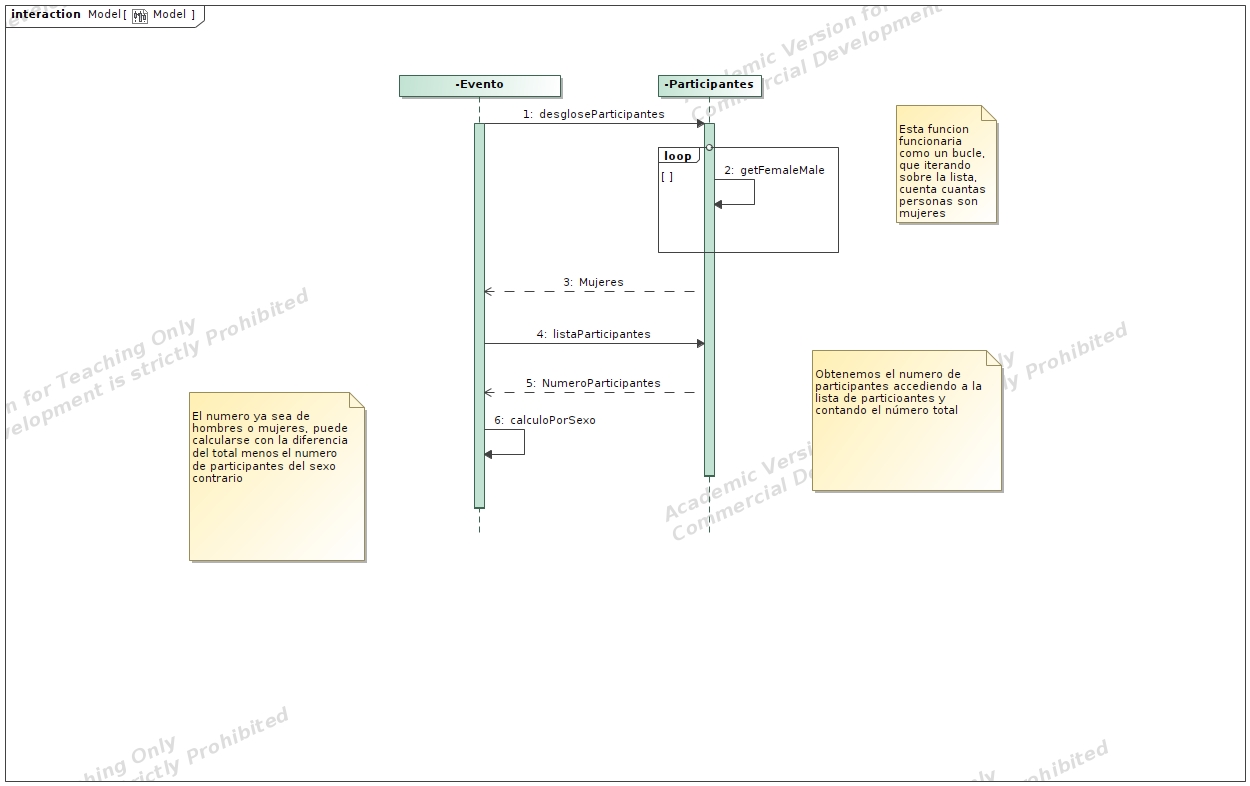 interaction Model [ Model ]
-Evento
-Participantes
1: desgloseParticipantes
loop
[ ]
2: getFemaleMale
Esta funcion
funcionaria
como un bucle,
que iterando
sobre la lista,
cuenta cuantas
personas son
mujeres
3: Mujeres
4: listaParticipantes
5: NumeroParticipantes
6: calculoPorSexo
Obtenemos el numero de
participantes accediendo a la
lista de particioantes y
contando el número total
El numero ya sea de
hombres o mujeres, puede
calcularse con la diferencia
del total menos el numero
de participantes del sexo
contrario
Academic Version for
Commercial Development
n for Teaching Only
velopment is strictly Prohibited
Academic Versi
Commercial De
ly
ly Prohibited
hing Only
rictly Prohibited
nly
ohibited